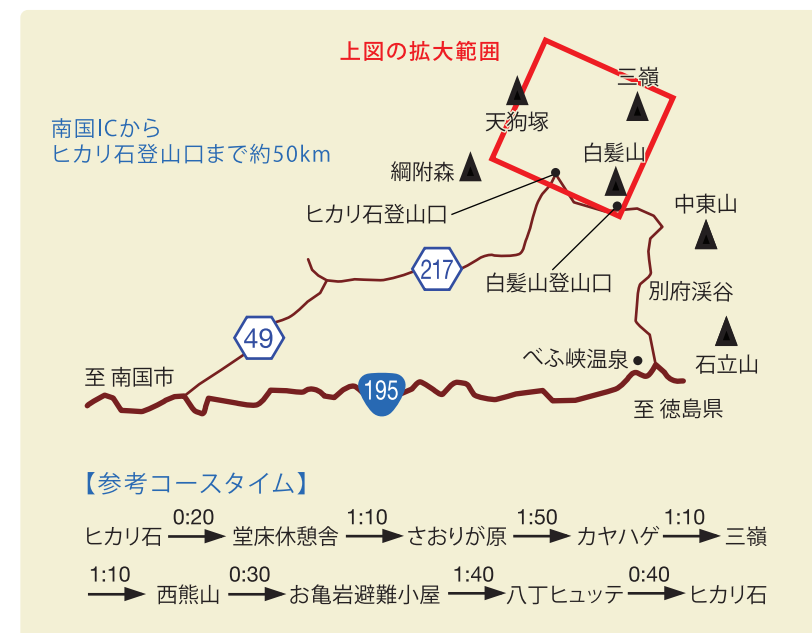 上図の拡大範囲
三嶺
天狗塚
南国ICから
ヒカリ石登山口まで約50km
白髪山
綱附森
中東山
ヒカリ石登山口
217
白髪山登山口
別府渓谷
49
べふ峡温泉
石立山
至 南国市
195
至 徳島県
【参考コースタイム】
ヒカリ石 0:20 堂床休憩舎 1:10 さおりが原 1:50 カヤハゲ 1:10 三嶺
1:10 西熊山 0:30 お亀岩避難小屋 1:40 八丁ヒュッテ 0:40 ヒカリ石